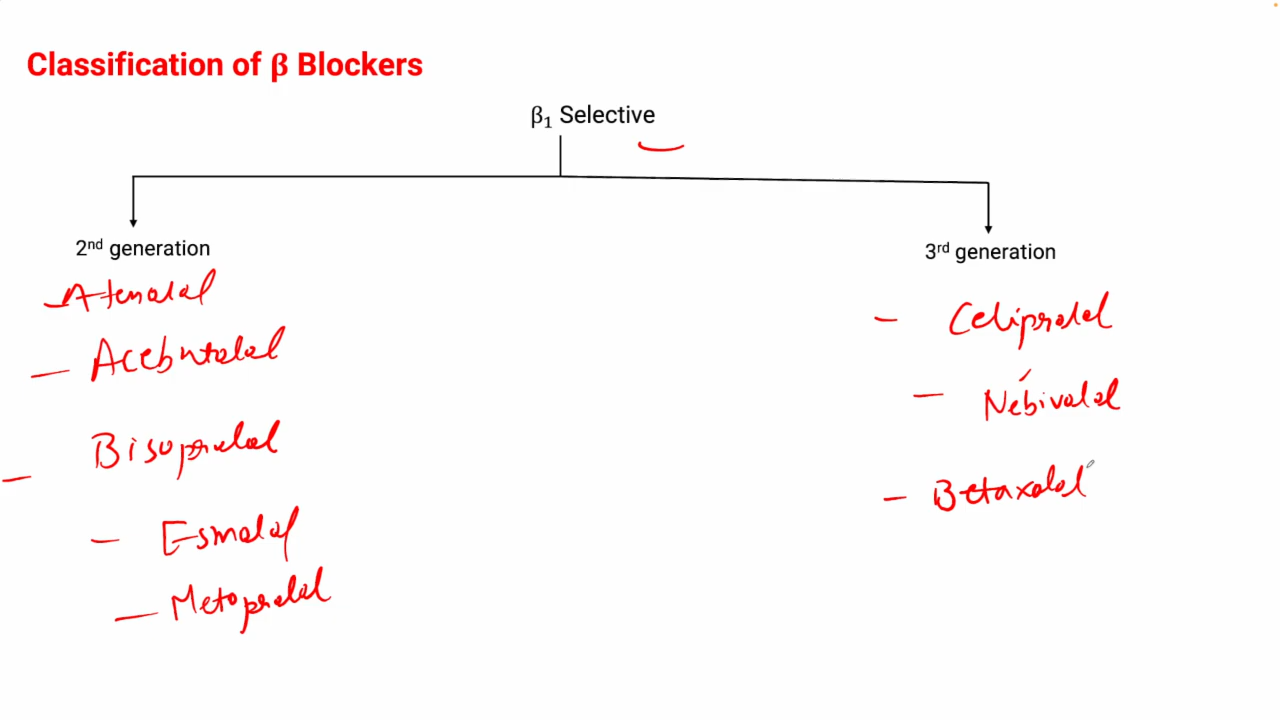 Classification of β Blockers
β₁ Selective
2nd generation
3rd generation
Atenolol
Acebutolol
Bisoprolol
Esmolol
Metoprolol
Celiprolol
Nebivolol
Betaxolol